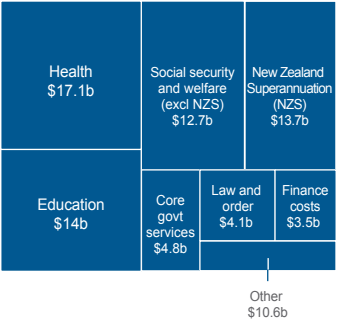 Health
$17.1b
Social security
and welfare
(excl NZS)
$12.7b
New Zealand
Superannuation
(NZS)
$13.7b
Education
$14b
Core
govt
services
$4.8b
Law and
order
$4.1b
Finance
costs
$3.5b
Other
$10.6b